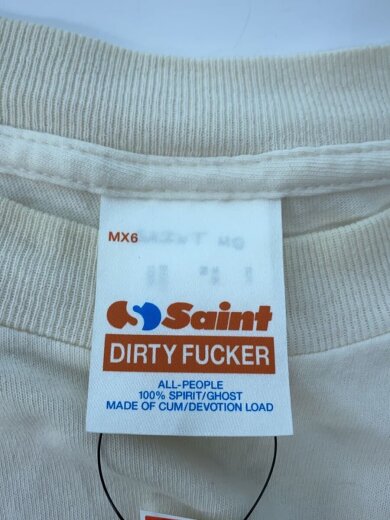 MX6
Saint
DIRTY FUCKER
ALL-PEOPLE
100% SPIRIT/GHOST
MADE OF CUM/DEVOTION LOAD